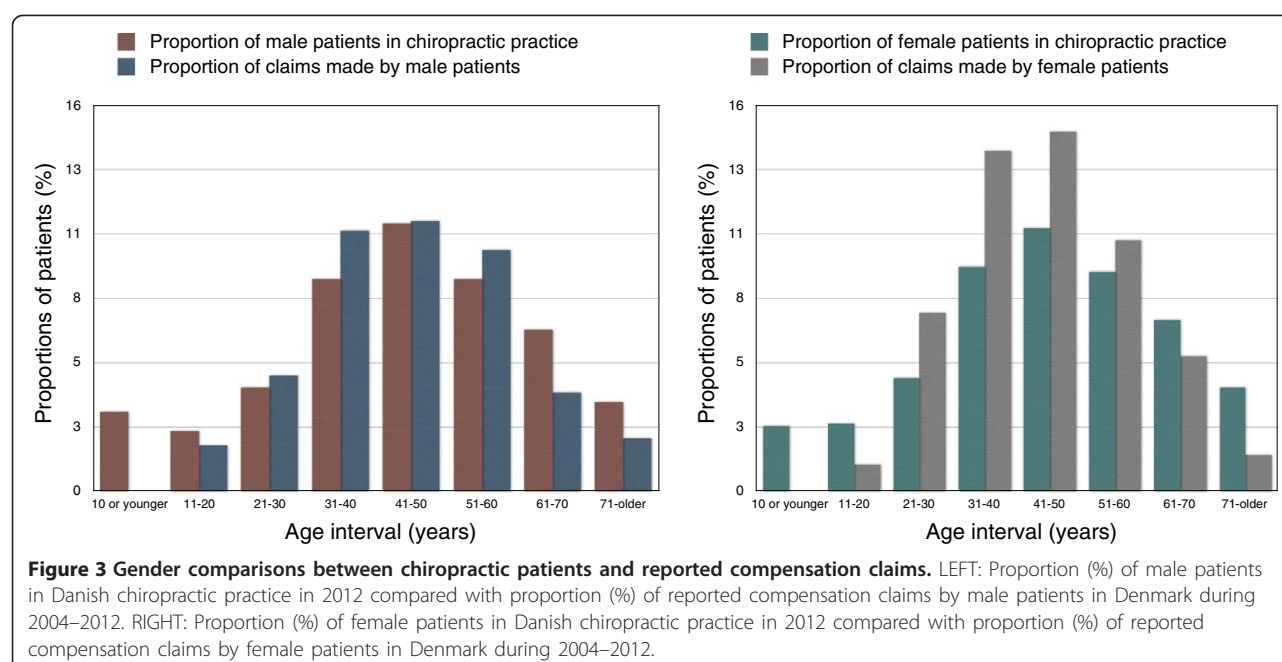 Proportion of male patients in chiropractic practice
Proportion of claims made by male patients
Proportions of patients (%)
16
13
11
8
5
3
0
10 or younger 11-20 21-30 31-40 41-50 51-60 61-70 71-older
Age interval (years)
Proportion of female patients in chiropractic practice
Proportion of claims made by female patients
Proportions of patients (%)
16
13
11
8
5
3
0
10 or younger 11-20 21-30 31-40 41-50 51-60 61-70 71-older
Age interval (years)
Figure 3 Gender comparisons between chiropractic patients and reported compensation claims. LEFT: Proportion (%) of male patients
in Danish chiropractic practice in 2012 compared with proportion (%) of reported compensation claims by male patients in Denmark during
2004–2012. RIGHT: Proportion (%) of female patients in Danish chiropractic practice in 2012 compared with proportion (%) of reported
compensation claims by female patients in Denmark during 2004–2012.